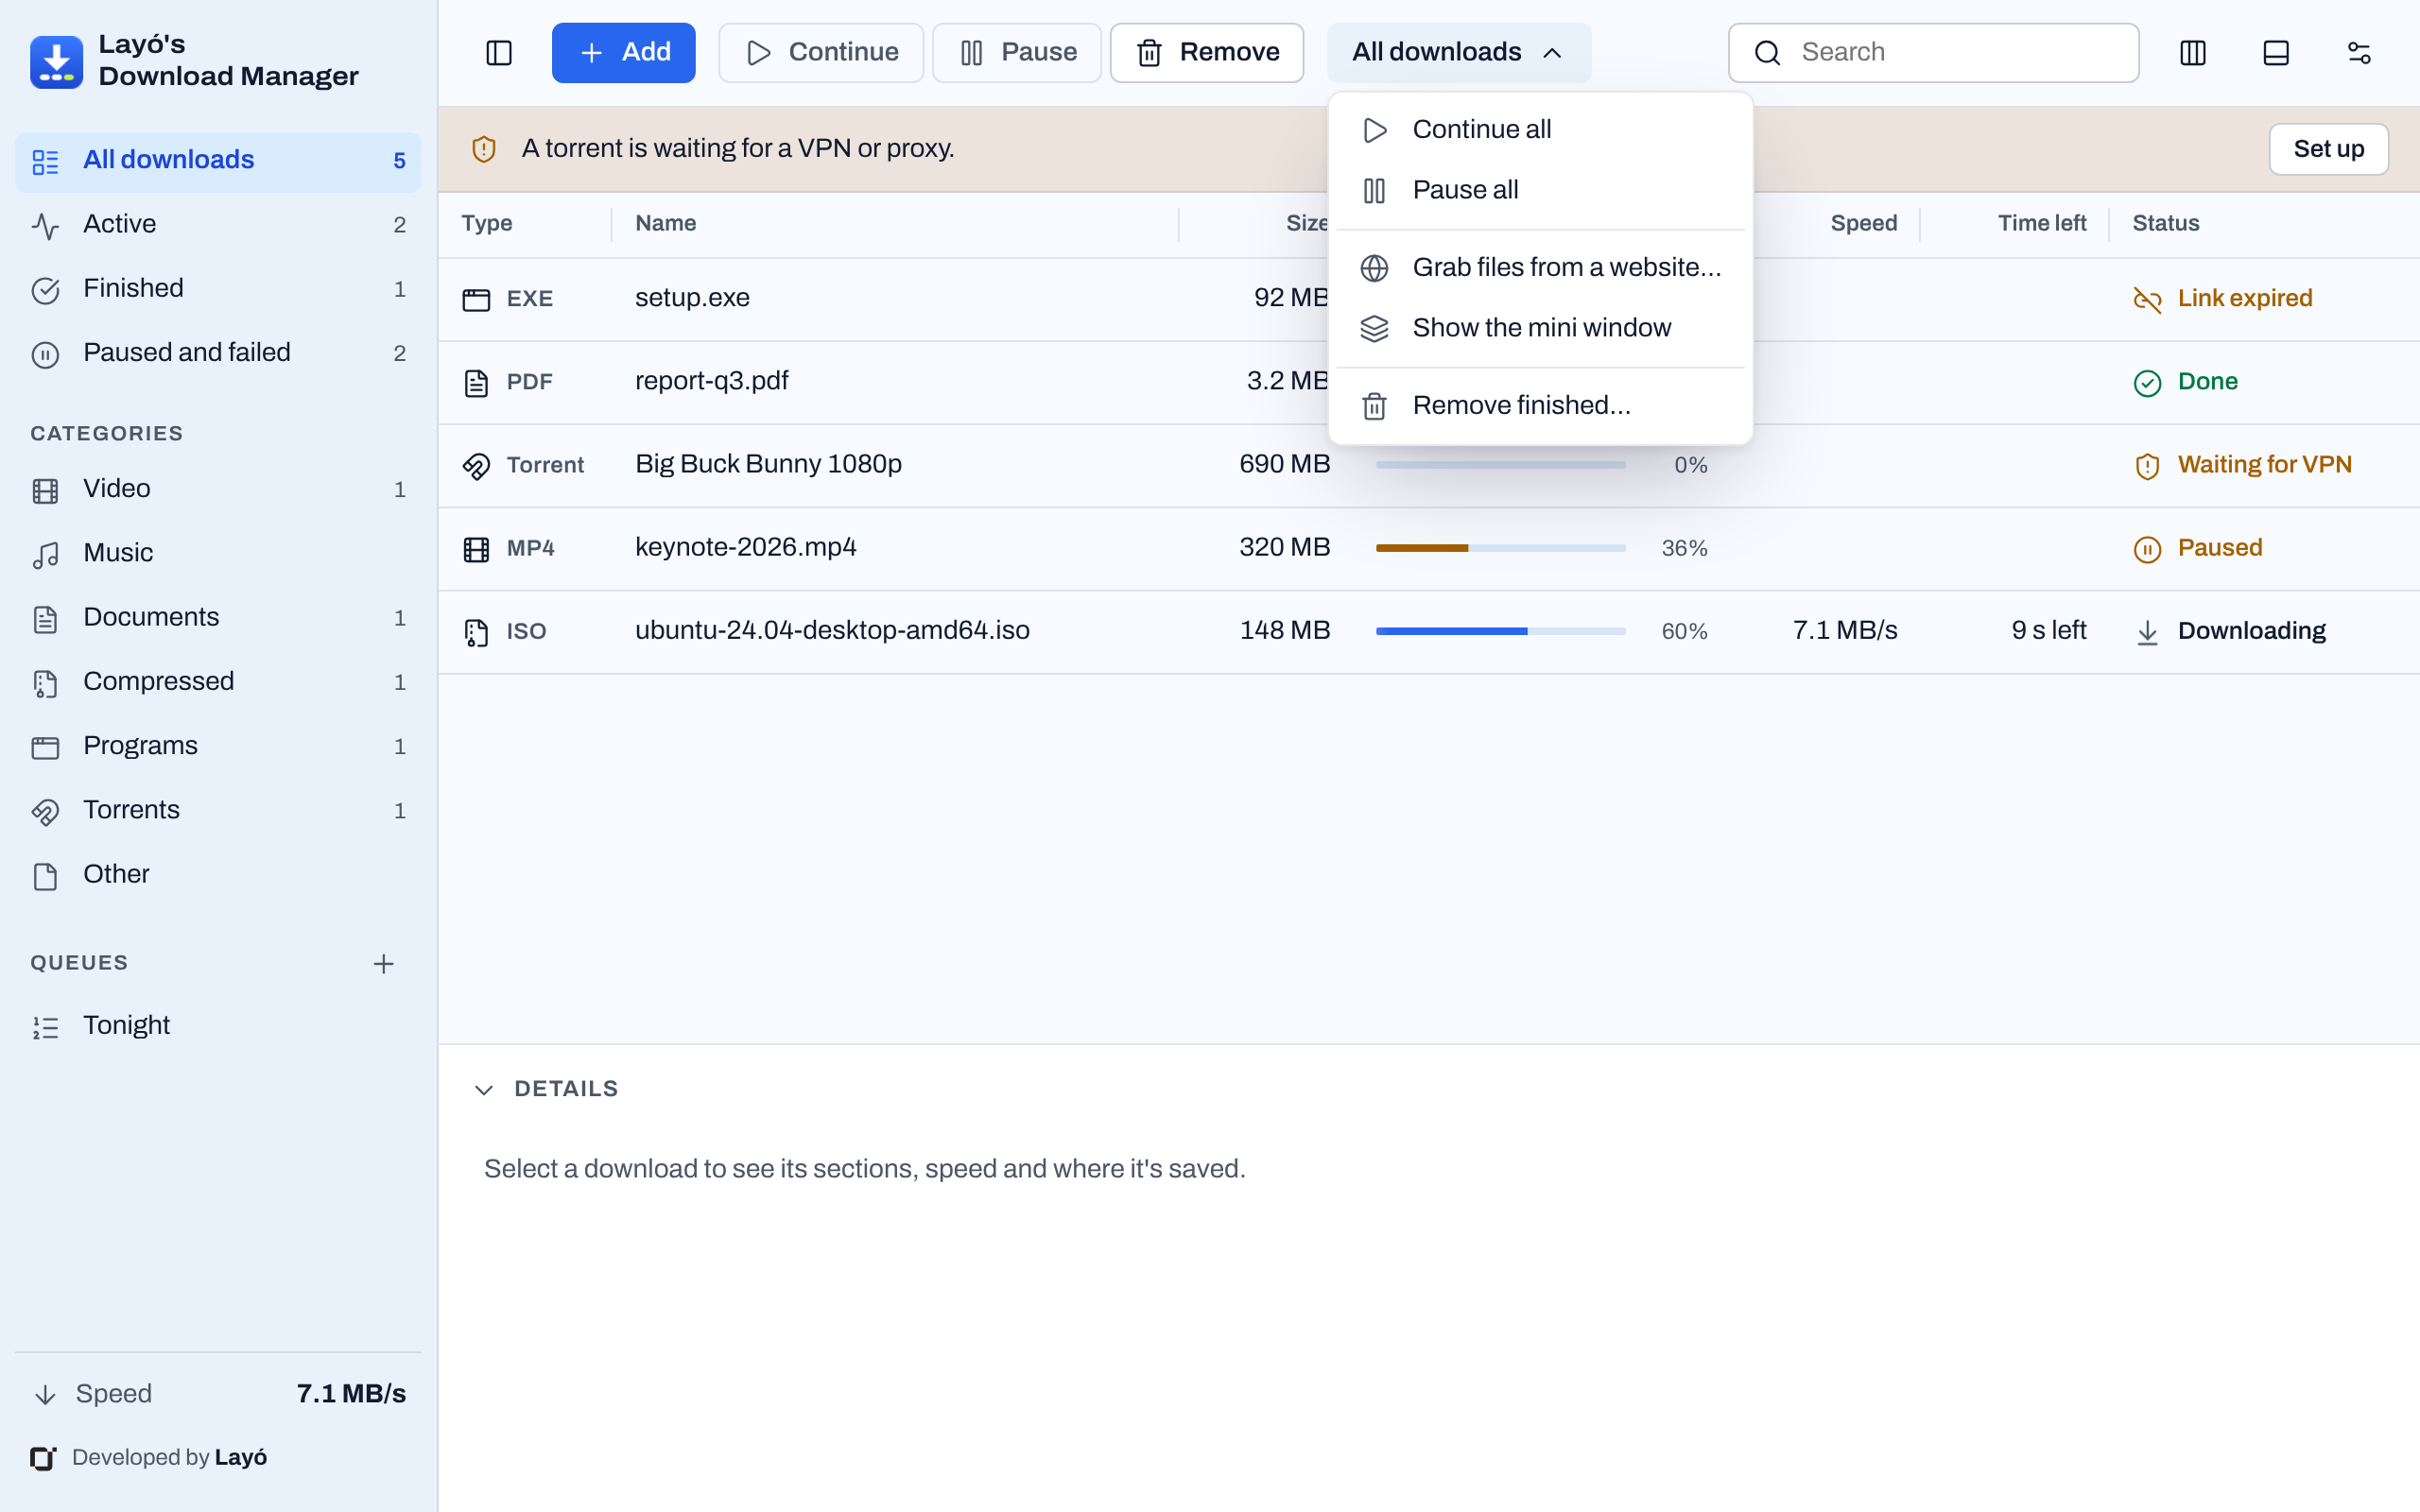 Layó's
Download Manager
All downloads 5
Active 2
Finished 1
Paused and failed 2
CATEGORIES
Video 1
Music
Documents 1
Compressed 1
Programs 1
Torrents 1
Other
QUEUES
Tonight
Speed 7.1 MB/s
Developed by Layó
Add Continue Pause Remove All downloads Search
A torrent is waiting for a VPN or proxy. Set up
Continue all
Pause all
Grab files from a website...
Show the mini window
Remove finished...
Type Name Size Speed Time left Status
EXE setup.exe 92 MB Link expired
PDF report-q3.pdf 3.2 MB Done
Torrent Big Buck Bunny 1080p 690 MB 0% Waiting for VPN
MP4 keynote-2026.mp4 320 MB 36% Paused
ISO ubuntu-24.04-desktop-amd64.iso 148 MB 60% 7.1 MB/s 9 s left Downloading
DETAILS
Select a download to see its sections, speed and where it's saved.